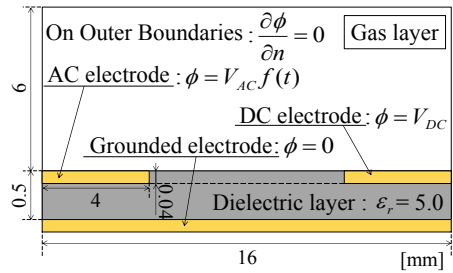 On Outer Boundaries : ∂ϕ/∂n = 0
Gas layer
AC electrode : ϕ = V_AC f(t)
DC electrode : ϕ = V_DC
Grounded electrode : ϕ = 0
6
0.5
4
0.04
Dielectric layer : ε_r = 5.0
16
[mm]